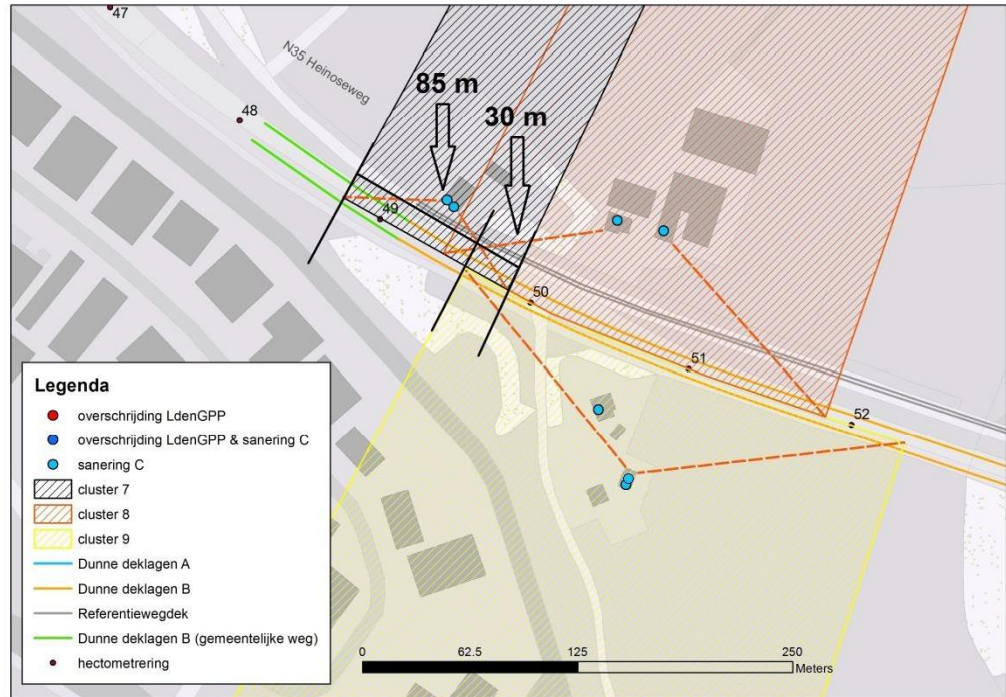 47
N35 Heinoseweg
85 m
48
30 m
49
50
51
52
Legenda
overschrijding LdenGPP
overschrijding LdenGPP & sanering C
sanering C
cluster 7
cluster 8
cluster 9
Dunne deklagen A
Dunne deklagen B
Referentiewegdek
Dunne deklagen B (gemeentelijke weg)
hectometrering
0 62.5 125 250
Meters